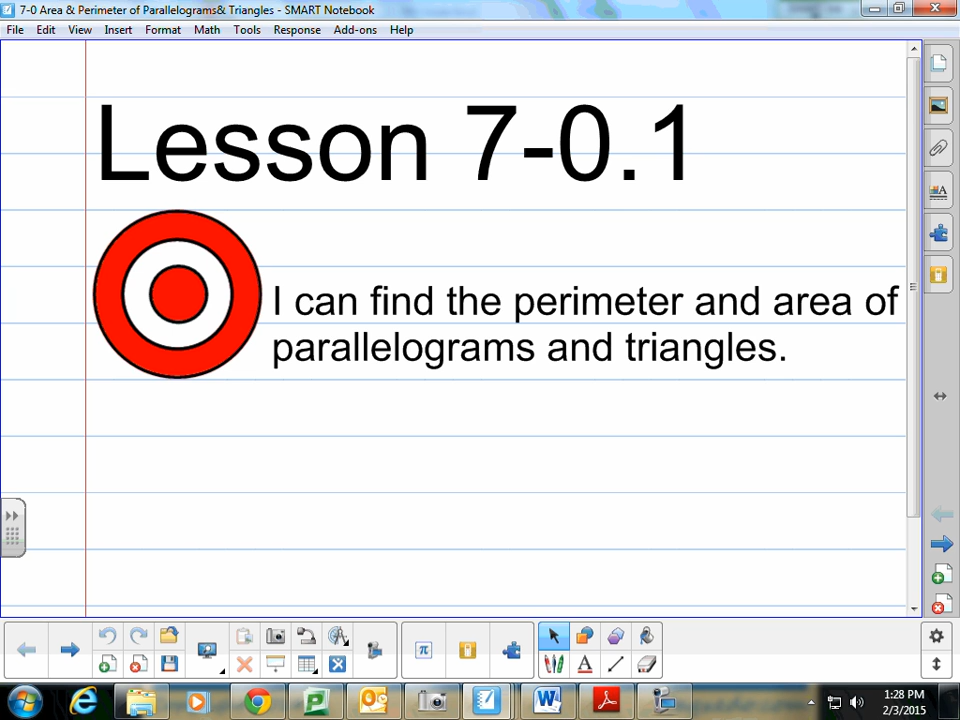 7-0 Area & Perimeter of Parallelograms& Triangles - SMART Notebook
File Edit View Insert Format Math Tools Response Add-ons Help
Lesson 7-0.1
I can find the perimeter and area of
parallelograms and triangles.
1:28 PM
2/3/2015